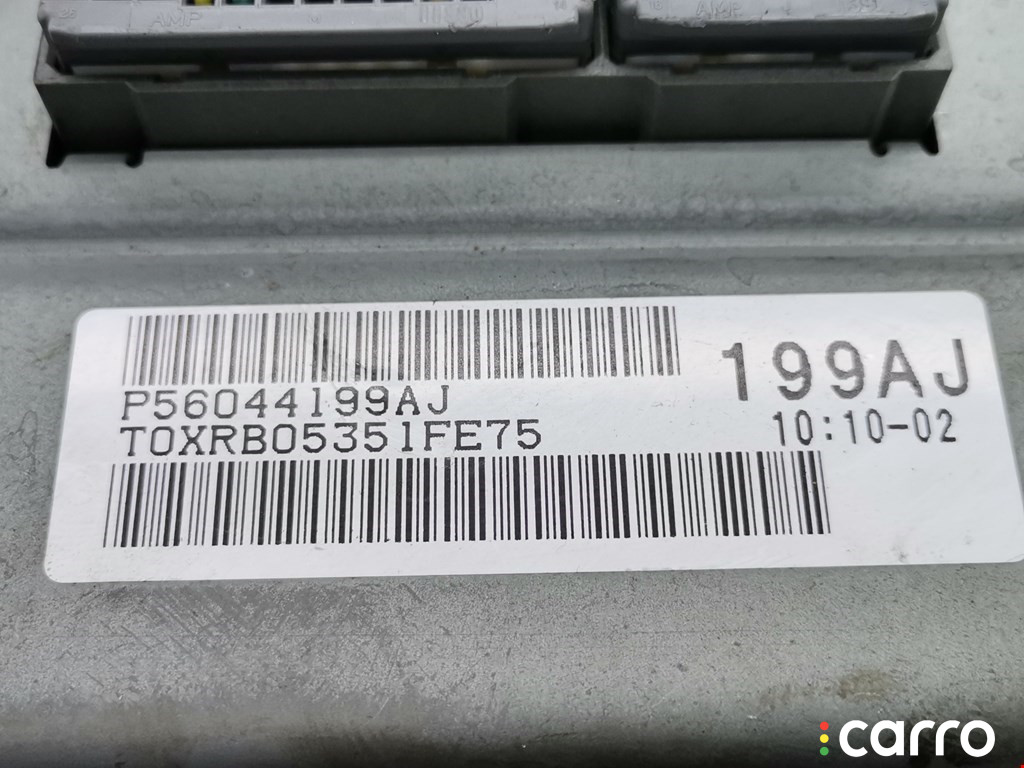 AMP
AMP
P56044199AJ
T0XRB05351FE75
199AJ
10:10-02
carro